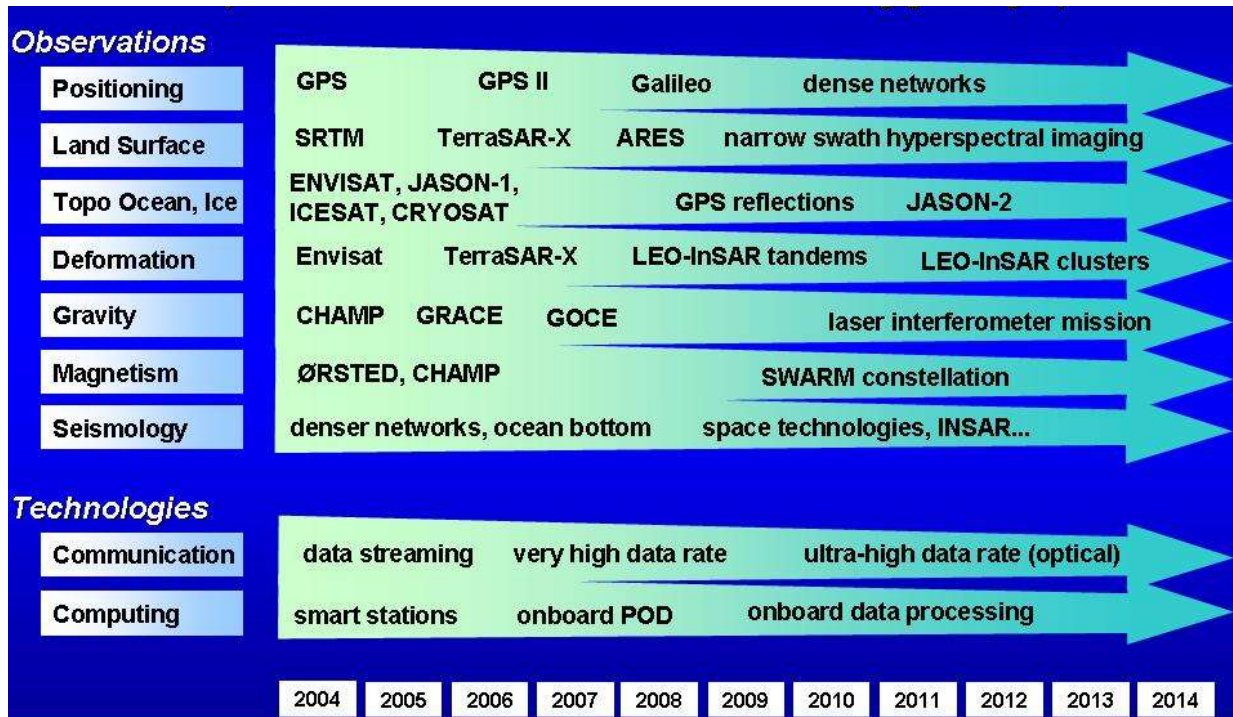 Observations
Positioning GPS GPS II Galileo dense networks
Land Surface SRTM TerraSAR-X ARES narrow swath hyperspectral imaging
Topo Ocean, Ice ENVISAT, JASON-1,
ICESAT, CRYOSAT GPS reflections JASON-2
Deformation Envisat TerraSAR-X LEO-InSAR tandems LEO-InSAR clusters
Gravity CHAMP GRACE GOCE laser interferometer mission
Magnetism ØRSTED, CHAMP SWARM constellation
Seismology denser networks, ocean bottom space technologies, INSAR...
Technologies
Communication data streaming very high data rate ultra-high data rate (optical)
Computing smart stations onboard POD onboard data processing
2004 2005 2006 2007 2008 2009 2010 2011 2012 2013 2014